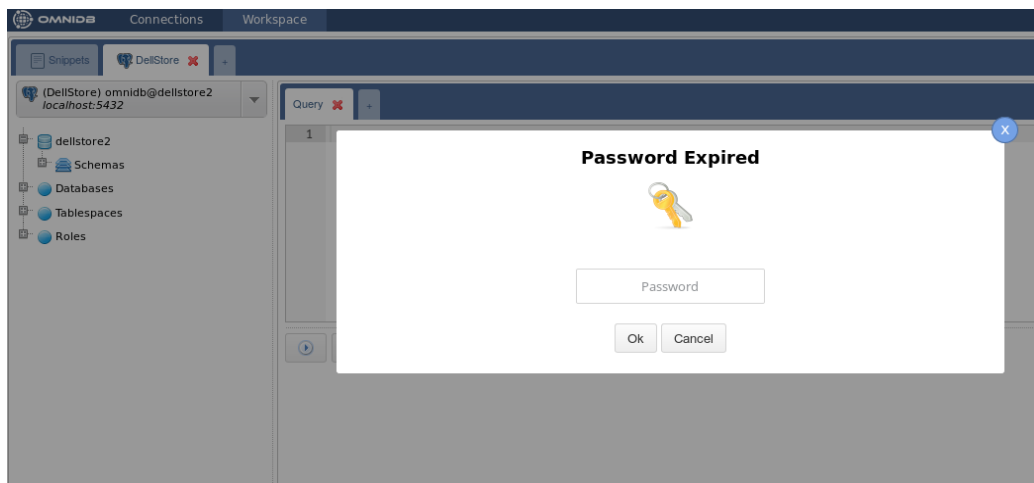 OMNIDB Connections Workspace
Snippets DellStore +
(DellStore) omnidb@dellstore2
localhost:5432
Query +
1
X
Password Expired
dellstore2
Schemas
Databases
Tablespaces
Roles
Password
Ok Cancel